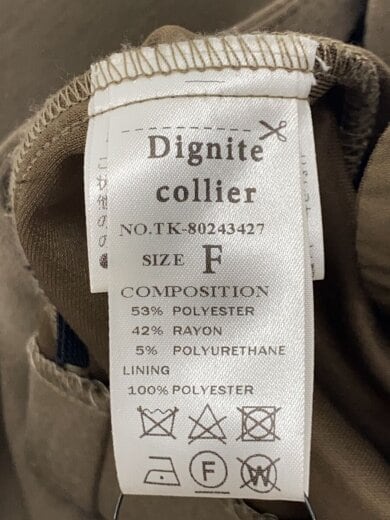 Dignite
collier
NO.TK-80243427
SIZE F
COMPOSITION
53% POLYESTER
42% RAYON
5% POLYURETHANE
LINING
100% POLYESTER
F
W